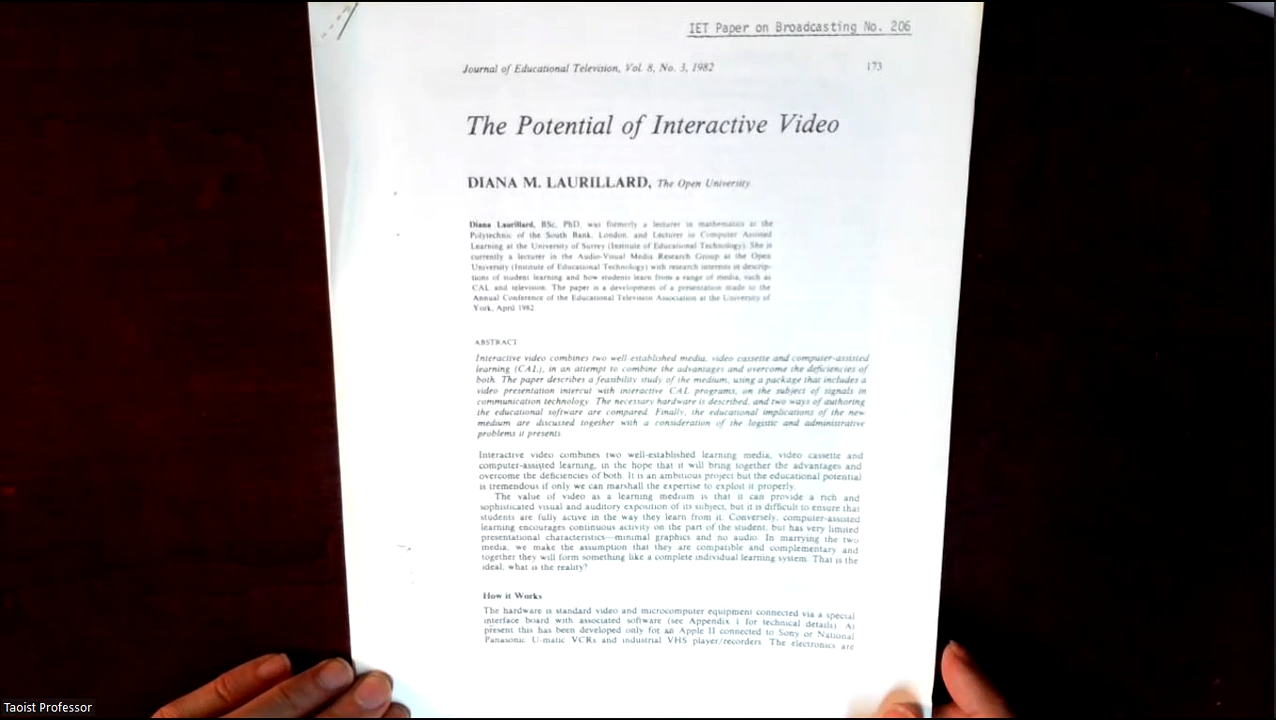 IET Paper on Broadcasting No. 206
Journal of Educational Television, Vol. 8, No. 3, 1982 173
The Potential of Interactive Video
DIANA M. LAURILLARD, The Open University
Diana Laurillard, BSc, PhD, was formerly a lecturer in mathematics at the
Polytechnic of the South Bank, London, and Lecturer in Computer Assisted
Learning at the University of Surrey (Institute of Educational Technology). She is
currently a lecturer in the Audio-Visual Media Research Group at the Open
University (Institute of Educational Technology) with research interests in descrip-
tions of student learning and how students learn from a range of media, such as
CAL and television. The paper is a development of a presentation made to the
Annual Conference of the Educational Television Association at the University of
York, April 1982
ABSTRACT
Interactive video combines two well-established media, video cassette and computer-assisted
learning (CAL), in an attempt to combine the advantages and overcome the deficiencies of
both. The paper describes a feasibility study of the medium, using a package that includes a
video presentation intercut with interactive CAL programs, on the subject of signals in
communication technology. The necessary hardware is described, and two ways of authoring
the educational software are compared. Finally, the educational implications of the new
medium are discussed together with a consideration of the logistic and administrative
problems it presents.
Interactive video combines two well-established learning media, video cassette and
computer-assisted learning, in the hope that it will bring together the advantages and
overcome the deficiencies of both. It is an ambitious project but the educational potential
is tremendous if only we can marshall the expertise to exploit it properly.
The value of video as a learning medium is that it can provide a rich and
sophisticated visual and auditory exposition of its subject, but it is difficult to ensure that
students are fully active in the way they learn from it. Conversely, computer-assisted
learning encourages continuous activity on the part of the student, but has very limited
presentational characteristics—minimal graphics and no audio. In marrying the two
media, we make the assumption that they are compatible and complementary and
together they will form something like a complete individual learning system. That is the
ideal, what is the reality?
How it Works
The hardware is standard video and microcomputer equipment connected via a special
interface board with associated software (see Appendix 1 for technical details). At
present this has been developed only for an Apple II connected to Sony or National
Panasonic U-matic VCRs and industrial VHS player/recorders. The electronics are
Taoist Professor